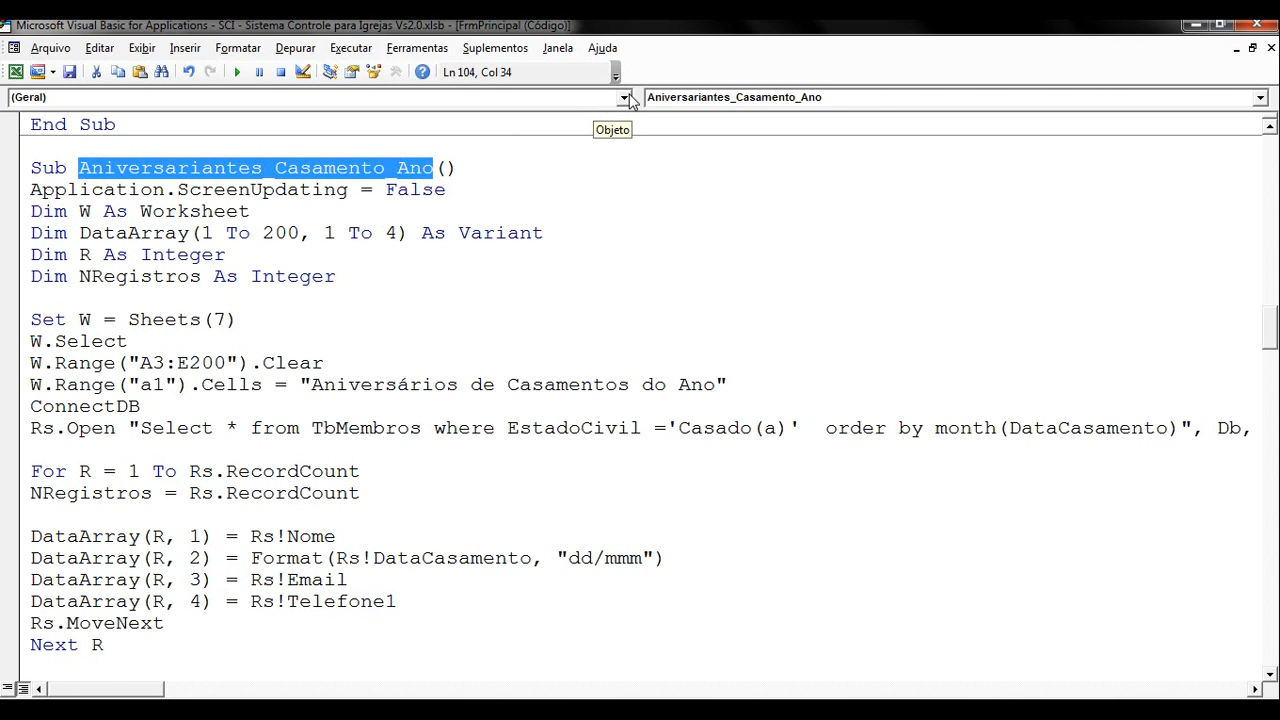 Microsoft Visual Basic for Applications - SCI - Sistema Controle para Igrejas Vs2.0.xlsb - [FrmPrincipal (Código)]
Arquivo Editar Exibir Inserir Formatar Depurar Executar Ferramentas Suplementos Janela Ajuda
Ln 104, Col 34
(Geral) Aniversariantes_Casamento_Ano
Objeto
End Sub
Sub Aniversariantes_Casamento_Ano()
Application.ScreenUpdating = False
Dim W As Worksheet
Dim DataArray(1 To 200, 1 To 4) As Variant
Dim R As Integer
Dim NRegistros As Integer
Set W = Sheets(7)
W.Select
W.Range("A3:E200").Clear
W.Range("a1").Cells = "Aniversários de Casamentos do Ano"
ConnectDB
Rs.Open "Select * from TbMembros where EstadoCivil ='Casado(a)'  order by month(DataCasamento)", Db,
For R = 1 To Rs.RecordCount
NRegistros = Rs.RecordCount
DataArray(R, 1) = Rs!Nome
DataArray(R, 2) = Format(Rs!DataCasamento, "dd/mmm")
DataArray(R, 3) = Rs!Email
DataArray(R, 4) = Rs!Telefone1
Rs.MoveNext
Next R